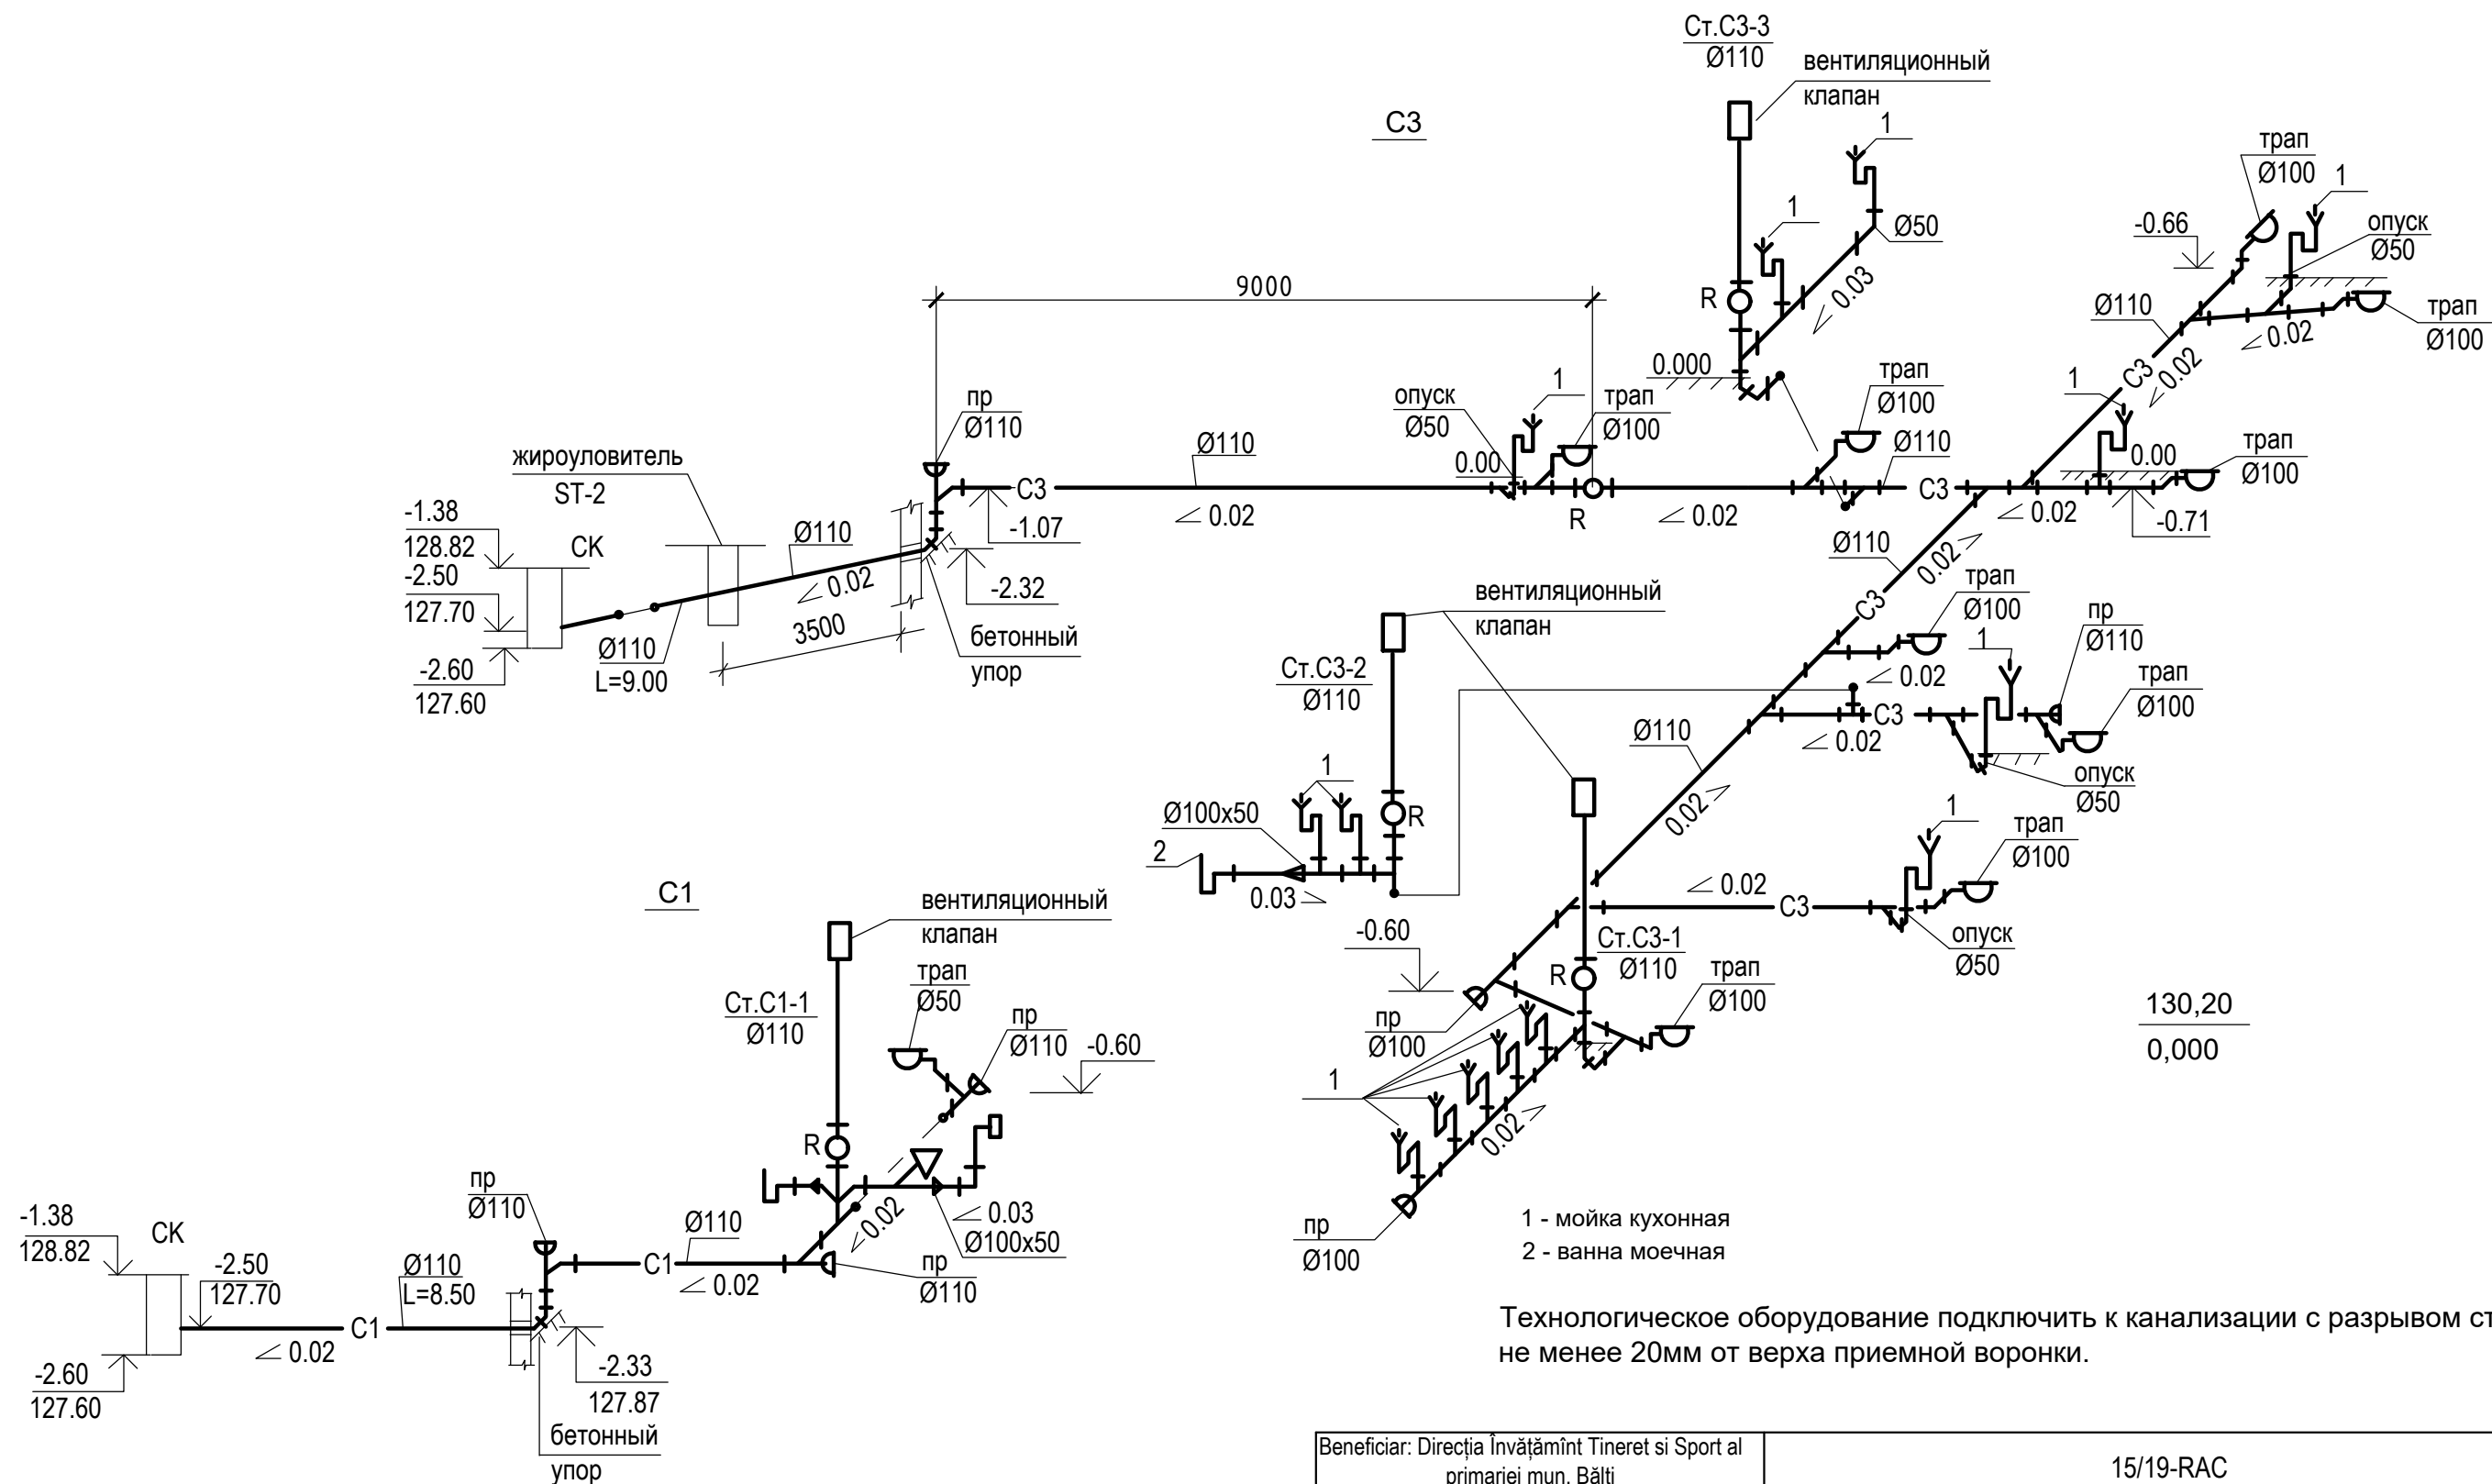 Ст.С3-3
Ø110
вентиляционный
клапан
С3
1
1
Ø50
0.03
R
0.000
трап
Ø100
1
-0.66
опуск
Ø50
Ø110
трап
Ø100
0.02
С3
0.02
9000
пр
Ø110
опуск
Ø50
1
трап
Ø100
0.00
трап
Ø100
Ø110
1
0.00
трап
Ø100
жироуловитель
ST-2
Ø110
С3
-1.07
0.02
R
0.02
С3
0.02
-0.71
-1.38
128.82
СК
-2.50
127.70
-2.60
127.60
Ø110
0.02
3500
Ø110
L=9.00
-2.32
бетонный
упор
Ø110
0.02
С3
трап
Ø100
0.02
1
пр
Ø110
трап
Ø100
вентиляционный
клапан
Ст.С3-2
Ø110
С3
0.02
опуск
Ø50
Ø110
0.02
1
Ø100х50
R
2
0.03
1
трап
Ø100
0.02
С3
опуск
Ø50
-0.60
Ст.С3-1
Ø110
R
трап
Ø100
пр
Ø100
1
0.02
пр
Ø100
130,20
0,000
С1
вентиляционный
клапан
Ст.С1-1
Ø110
трап
Ø50
пр
Ø110
-0.60
R
0.02
0.03
Ø100х50
пр
Ø110
-1.38
128.82
СК
-2.50
127.70
Ø110
L=8.50
С1
0.02
-2.60
127.60
пр
Ø110
С1
Ø110
0.02
-2.33
127.87
бетонный
упор
1 - мойка кухонная
2 - ванна моечная
Технологическое оборудование подключить к канализации с разрывом ст
не менее 20мм от верха приемной воронки.
Beneficiar: Direcția Învățămînt Tineret si Sport al
primariei mun. Bălți
15/19-RAC